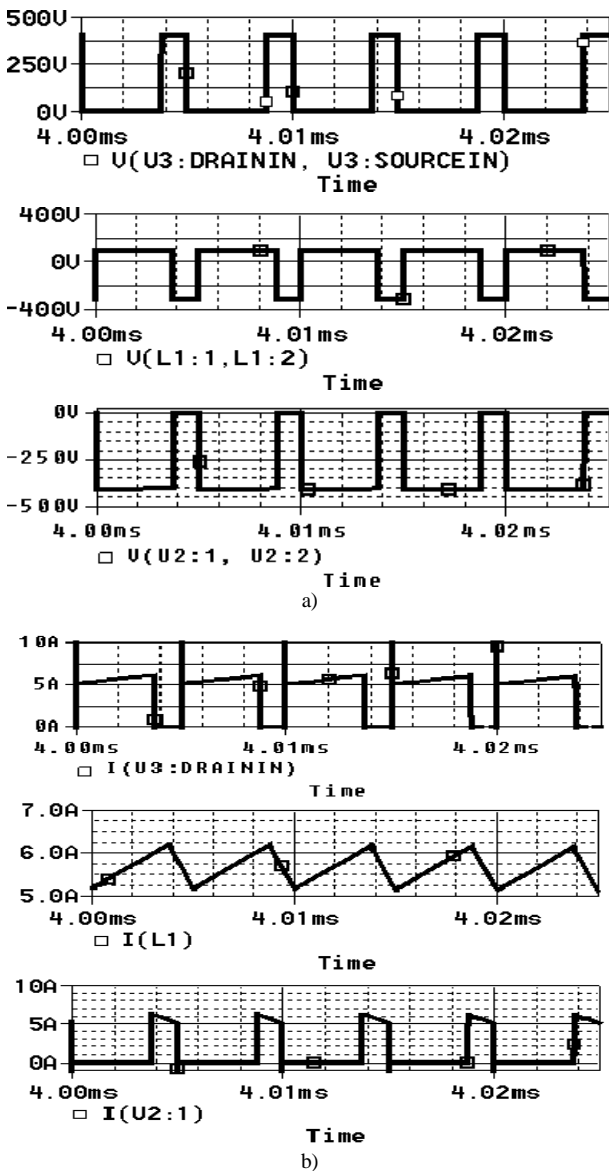 500V
250V
0V
4.00ms 4.01ms 4.02ms
V(U3:DRAININ, U3:SOURCEIN)
Time
400V
0V
-400V
4.00ms 4.01ms 4.02ms
V(L1:1,L1:2)
Time
0V
-250V
-500V
4.00ms 4.01ms 4.02ms
V(U2:1, U2:2)
Time
a)
10A
5A
0A
4.00ms 4.01ms 4.02ms
I(U3:DRAININ)
Time
7.0A
6.0A
5.0A
4.00ms 4.01ms 4.02ms
I(L1)
Time
10A
5A
0A
4.00ms 4.01ms 4.02ms
I(U2:1)
Time
b)